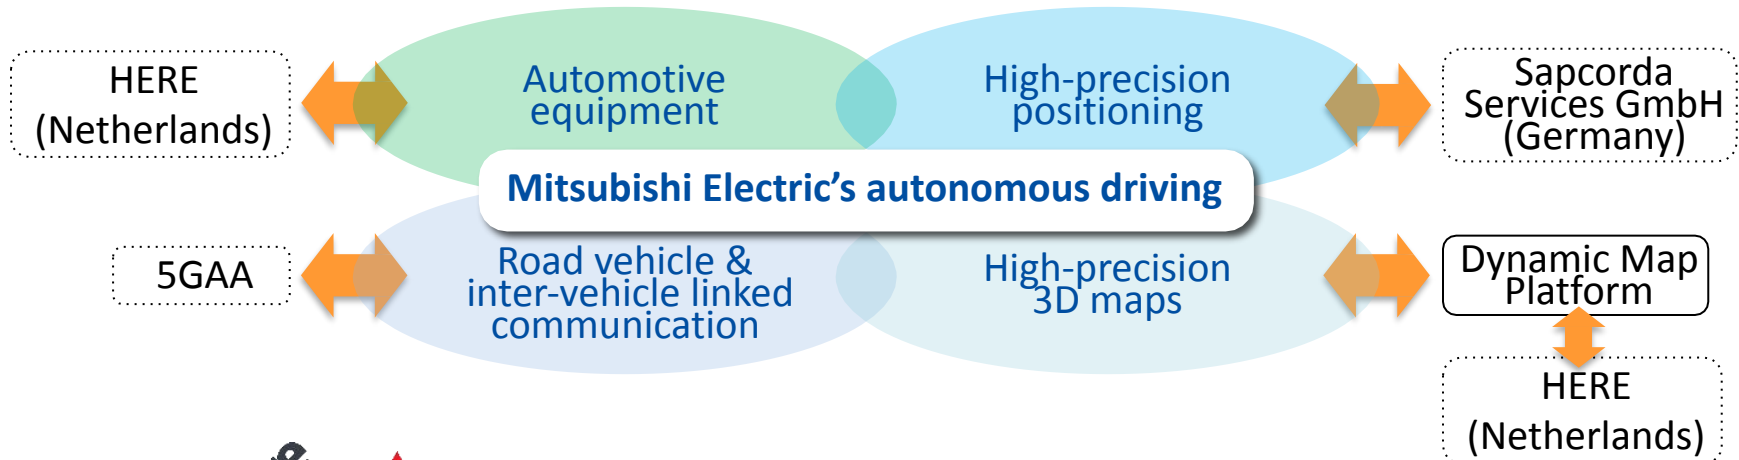 HERE
(Netherlands)
Automotive
equipment
High-precision
positioning
Sapcorda
Services GmbH
(Germany)
Mitsubishi Electric’s autonomous driving
5GAA
Road vehicle &
inter-vehicle linked
communication
High-precision
3D maps
Dynamic Map
Platform
HERE
(Netherlands)